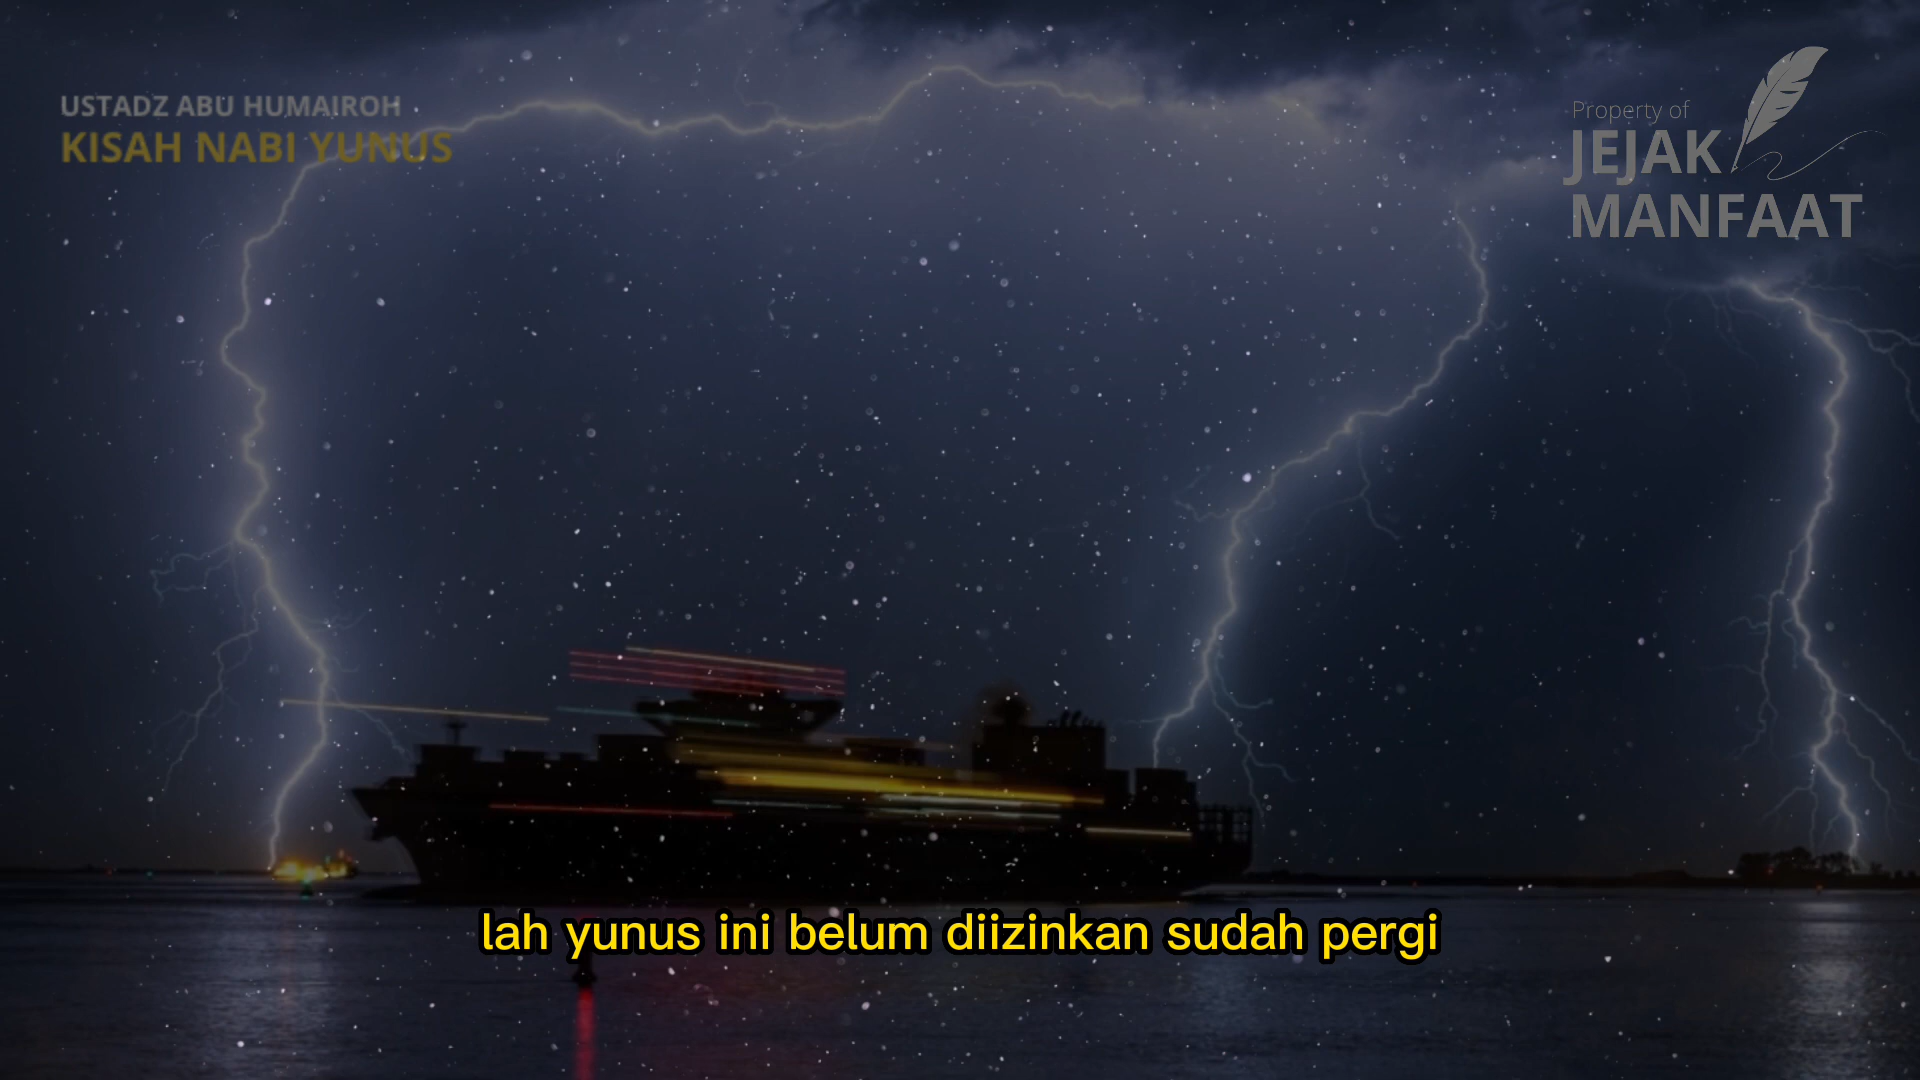 USTADZ ABU HUMAIROH
KISAH NABI YUNUS
Property of
JEJAK
MANFAAT
lah yunus ini belum diizinkan sudah pergi